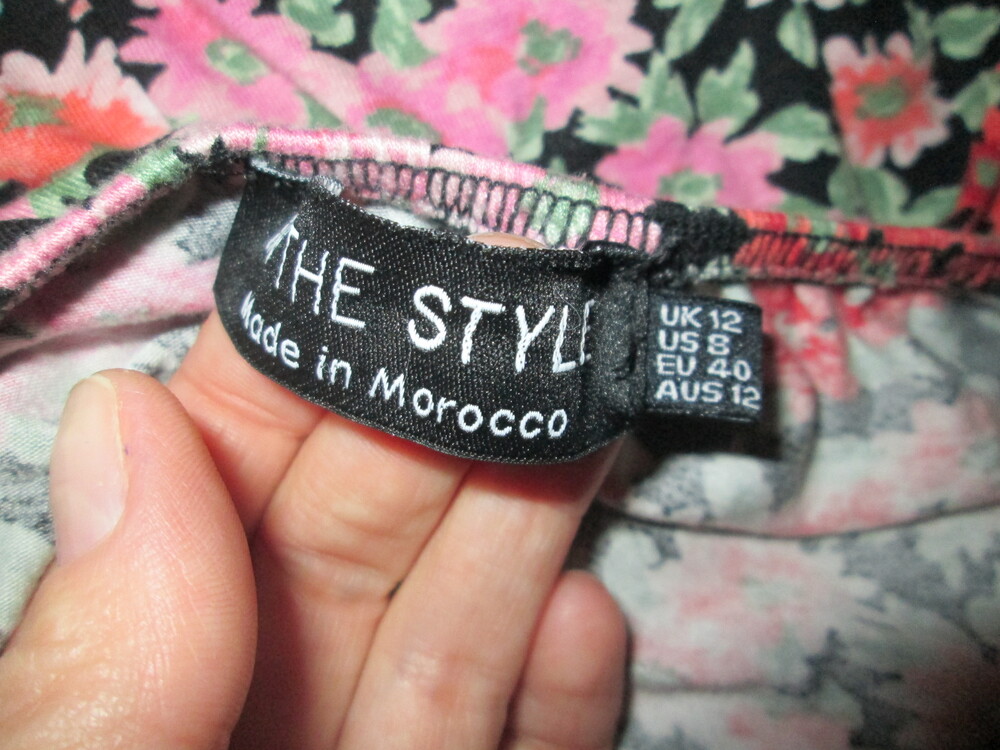 THE STYLE
Made in Morocco
UK 12
US 8
EU 40
AUS 12